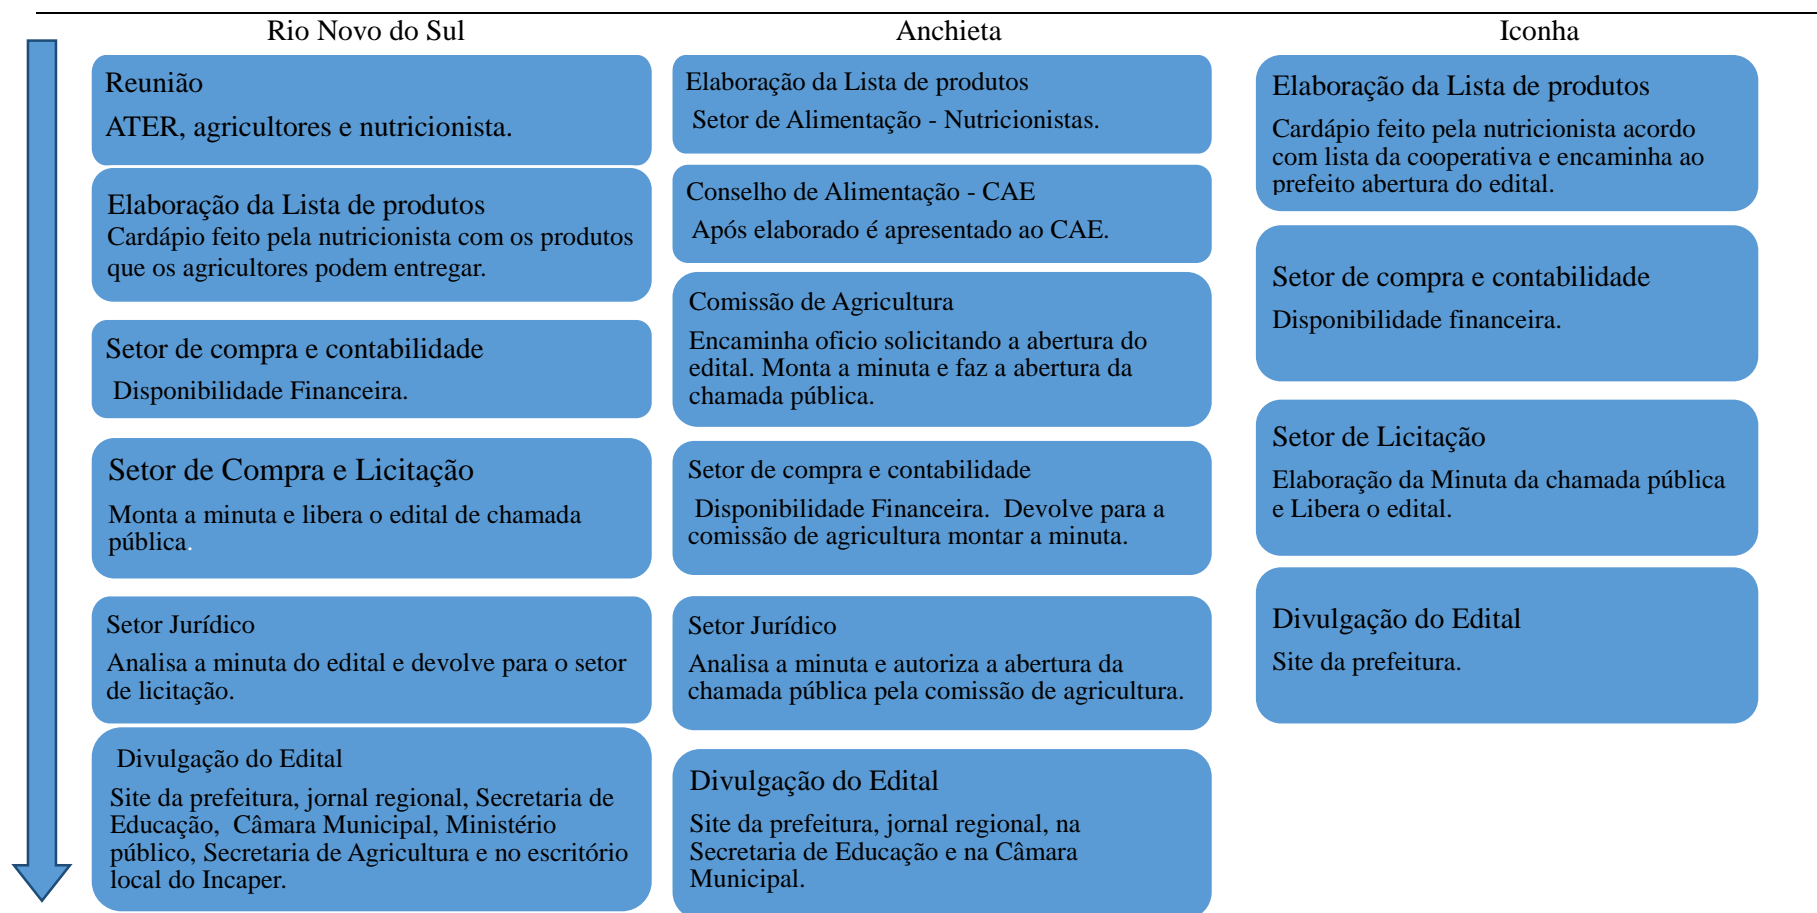 Rio Novo do Sul
Reunião
ATER, agricultores e nutricionista.
Elaboração da Lista de produtos
Cardápio feito pela nutricionista com os produtos
que os agricultores podem entregar.
Setor de compra e contabilidade
Disponibilidade Financeira.
Setor de Compra e Licitação
Monta a minuta e libera o edital de chamada
pública.
Setor Jurídico
Analisa a minuta do edital e devolve para o setor
de licitação.
Divulgação do Edital
Site da prefeitura, jornal regional, Secretaria de
Educação, Câmara Municipal, Ministério
público, Secretaria de Agricultura e no escritório
local do Incaper.
Anchieta
Elaboração da Lista de produtos
Setor de Alimentação - Nutricionistas.
Conselho de Alimentação - CAE
Após elaborado é apresentado ao CAE.
Comissão de Agricultura
Encaminha oficio solicitando a abertura do
edital. Monta a minuta e faz a abertura da
chamada pública.
Setor de compra e contabilidade
Disponibilidade Financeira. Devolve para a
comissão de agricultura montar a minuta.
Setor Jurídico
Analisa a minuta e autoriza a abertura da
chamada pública pela comissão de agricultura.
Divulgação do Edital
Site da prefeitura, jornal regional, na
Secretaria de Educação e na Câmara
Municipal.
Iconha
Elaboração da Lista de produtos
Cardápio feito pela nutricionista acordo
com lista da cooperativa e encaminha ao
prefeito abertura do edital.
Setor de compra e contabilidade
Disponibilidade financeira.
Setor de Licitação
Elaboração da Minuta da chamada pública
e Libera o edital.
Divulgação do Edital
Site da prefeitura.